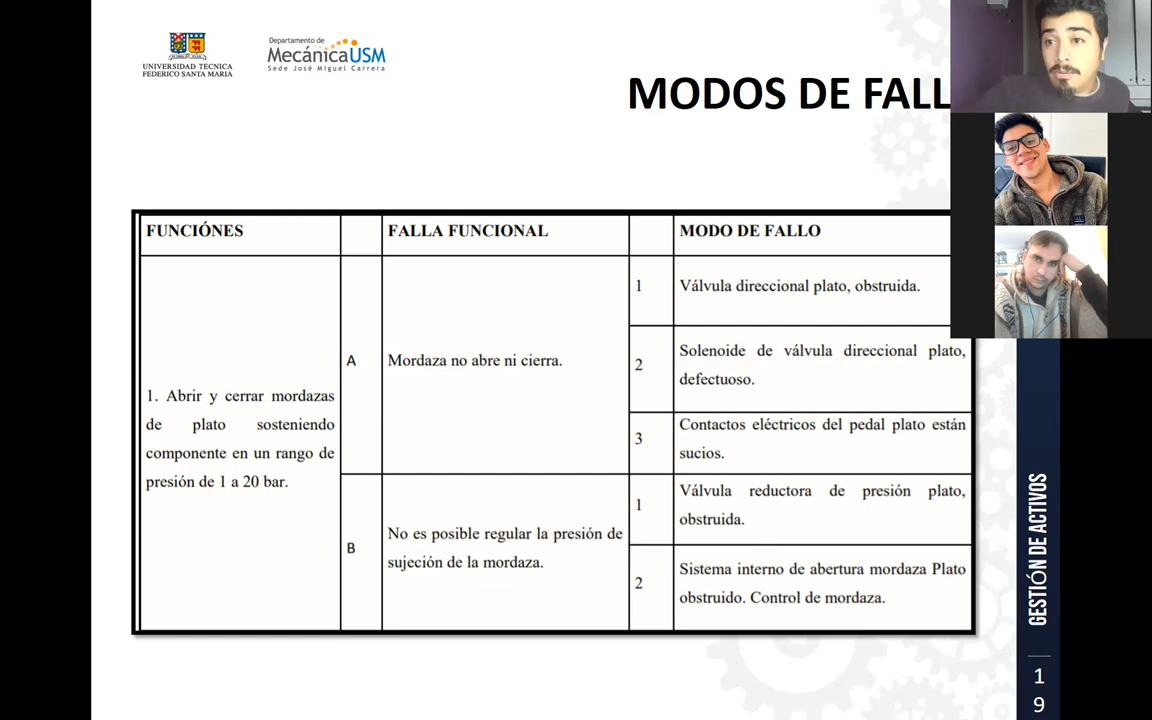 UNIVERSIDAD TECNICA
FEDERICO SANTA MARIA
Departamento de
MecánicaUSM
Sede José Miguel Carrera
MODOS DE FALL
FUNCIÓNES
FALLA FUNCIONAL
MODO DE FALLO
1. Abrir y cerrar mordazas
de plato sosteniendo
componente en un rango de
presión de 1 a 20 bar.
A
Mordaza no abre ni cierra.
1
Válvula direccional plato, obstruida.
2
Solenoide de válvula direccional plato,
defectuoso.
3
Contactos eléctricos del pedal plato están
sucios.
B
No es posible regular la presión de
sujeción de la mordaza.
1
Válvula reductora de presión plato,
obstruida.
2
Sistema interno de abertura mordaza Plato
obstruido. Control de mordaza.
GESTIÓN DE ACTIVOS
1
9